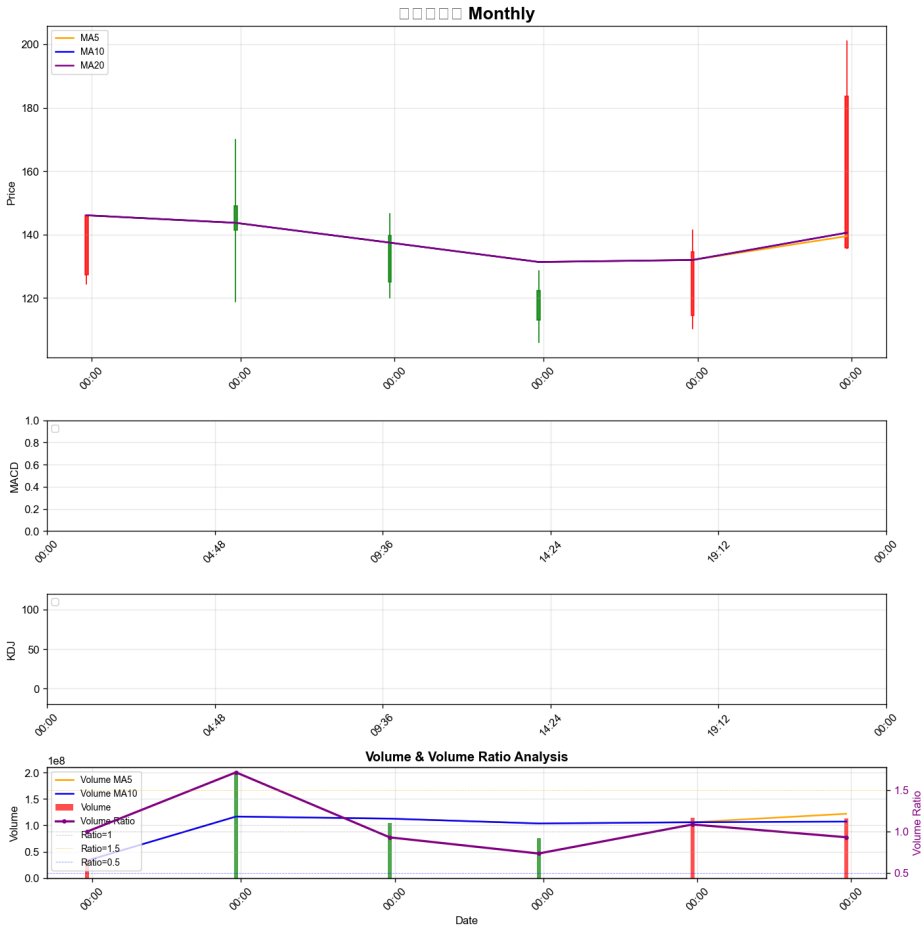 Monthly
MA5
MA10
MA20
200
180
160
140
120
Price
00:00
00:00
00:00
00:00
00:00
00:00
1.0
0.8
0.6
0.4
0.2
0.0
MACD
00:00
04:48
09:36
14:24
19:12
00:00
100
50
0
KDJ
00:00
04:48
09:36
14:24
19:12
00:00
Volume & Volume Ratio Analysis
1e8
Volume MA5
Volume MA10
Volume
Volume Ratio
Ratio=1
Ratio=1.5
Ratio=0.5
2.0
1.5
1.0
0.5
0.0
Volume
1.5
1.0
0.5
Volume Ratio
00:00
00:00
00:00
00:00
00:00
00:00
Date